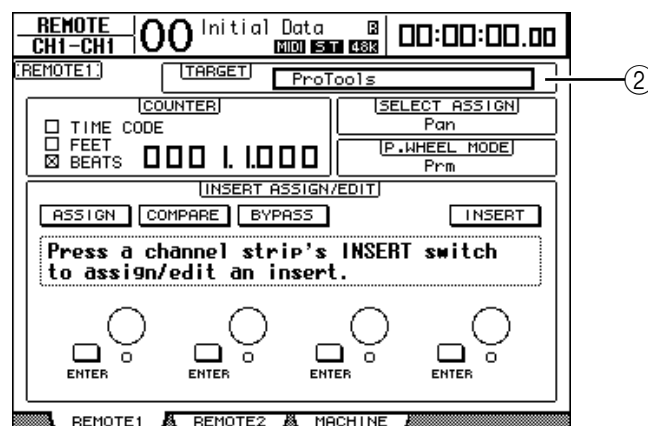 REMOTE
CH1-CH1
00 Initial Data R
MIDI ST 48k
00:00:00.00
REMOTE1
TARGET
ProTools
2
COUNTER
TIME CODE
FEET
BEATS
000 1.1.000
SELECT ASSIGN
Pan
P.WHEEL MODE
Prm
INSERT ASSIGN/EDIT
ASSIGN COMPARE BYPASS INSERT
Press a channel strip's INSERT switch
to assign/edit an insert.
ENTER ENTER ENTER ENTER
REMOTE1 REMOTE2 MACHINE